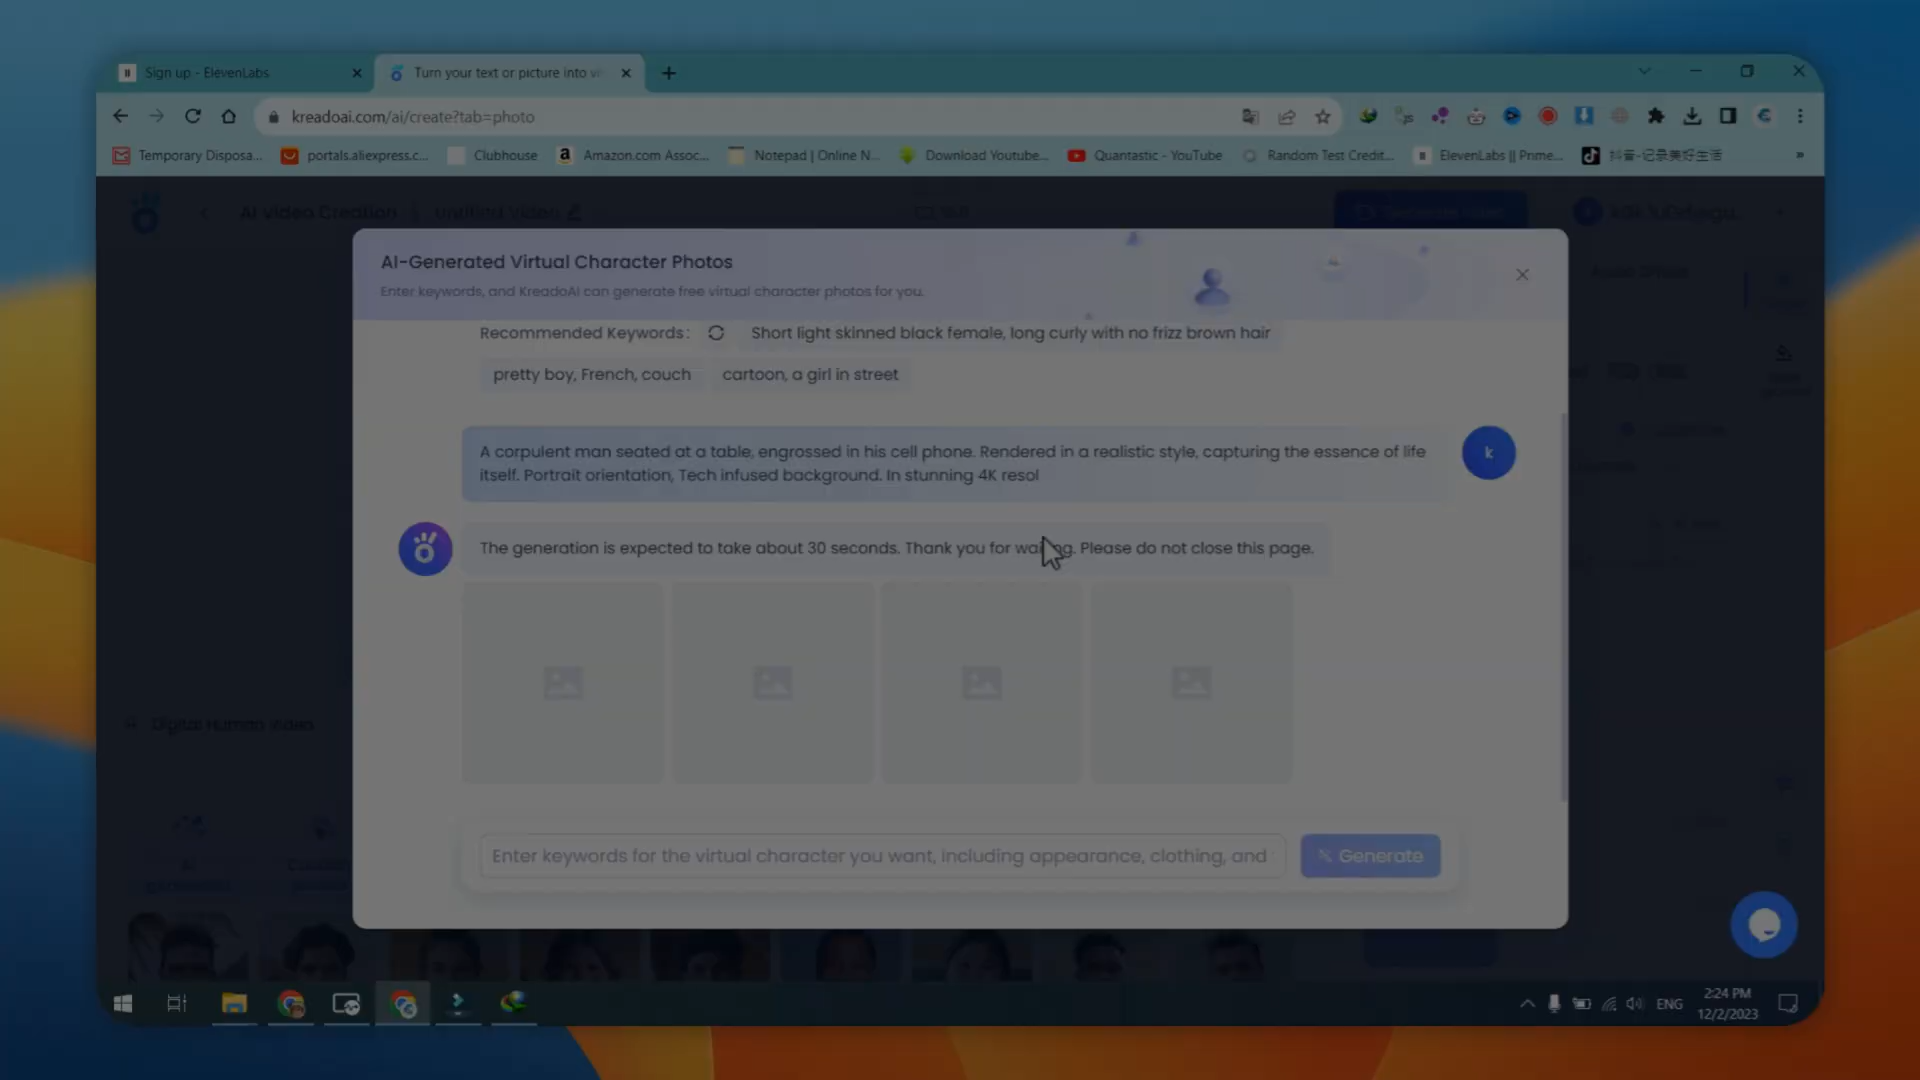 Sign up - ElevenLabs
Turn your text or picture into vi
kreadoai.com/ai/create?tab=photo
Temporary Disposa...
portals.aliexpress.c...
Clubhouse
a
Amazon.com Assoc...
Notepad | Online N...
Download Youtube...
Quantastic - YouTube
Random Test Credit...
ElevenLabs || Prime...
抖音-记录美好生活
»
AI Video Creation
untitled video
AI-Generated Virtual Character Photos
Enter keywords, and KreadoAI can generate free virtual character photos for you.
Recommended Keywords:
Short light skinned black female, long curly with no frizz brown hair
pretty boy, French, couch
cartoon, a girl in street
A corpulent man seated at a table, engrossed in his cell phone. Rendered in a realistic style, capturing the essence of life
itself. Portrait orientation, Tech infused background. In stunning 4K resol
k
The generation is expected to take about 30 seconds. Thank you for Please do not close this page.
Digital Human Video
Enter keywords for the virtual character you want, including appearance, clothing, and
Generate
ENG
2:24 PM
12/2/2023